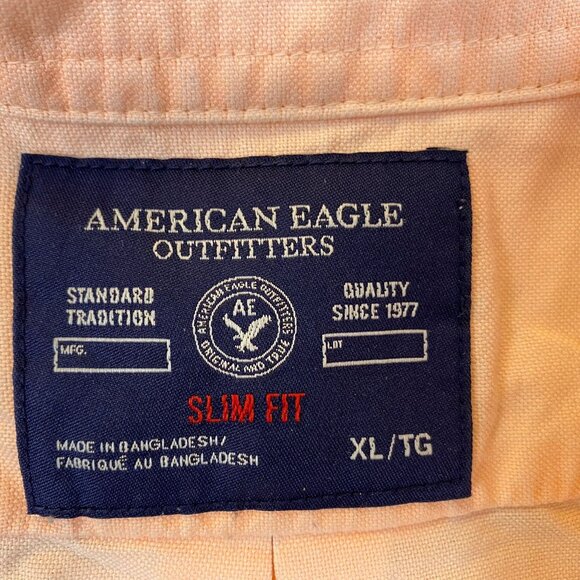 AMERICAN EAGLE
OUTFITTERS
STANDARD
TRADITION
MFG.
AMERICAN EAGLE OUTFITTERS
AE
ORIGINAL AND TRUE
QUALITY
SINCE 1977
LOT
SLIM FIT
MADE IN BANGLADESH/
FABRIQUÉ AU BANGLADESH
XL/TG